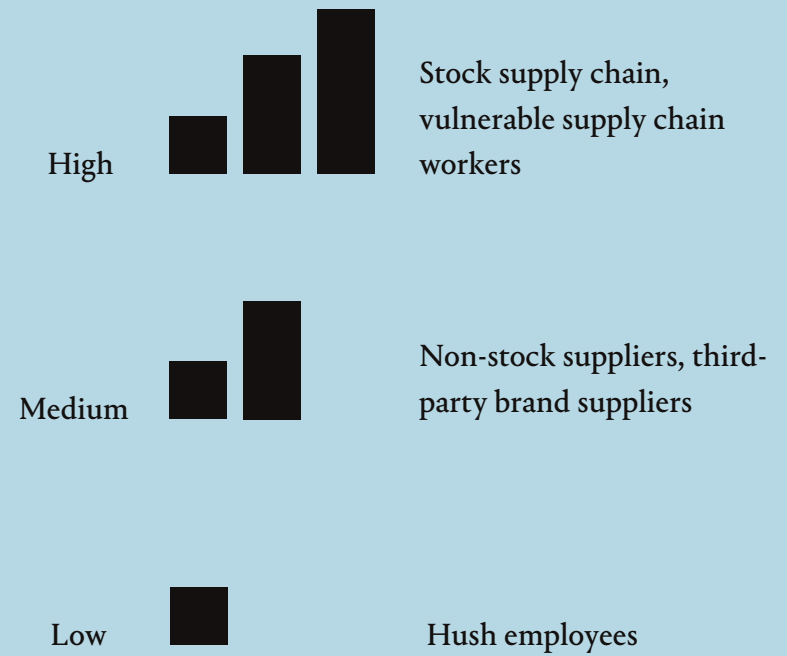 Stock supply chain,
vulnerable supply chain
High workers
Non-stock suppliers, third-
Medium party brand suppliers
Low Hush employees